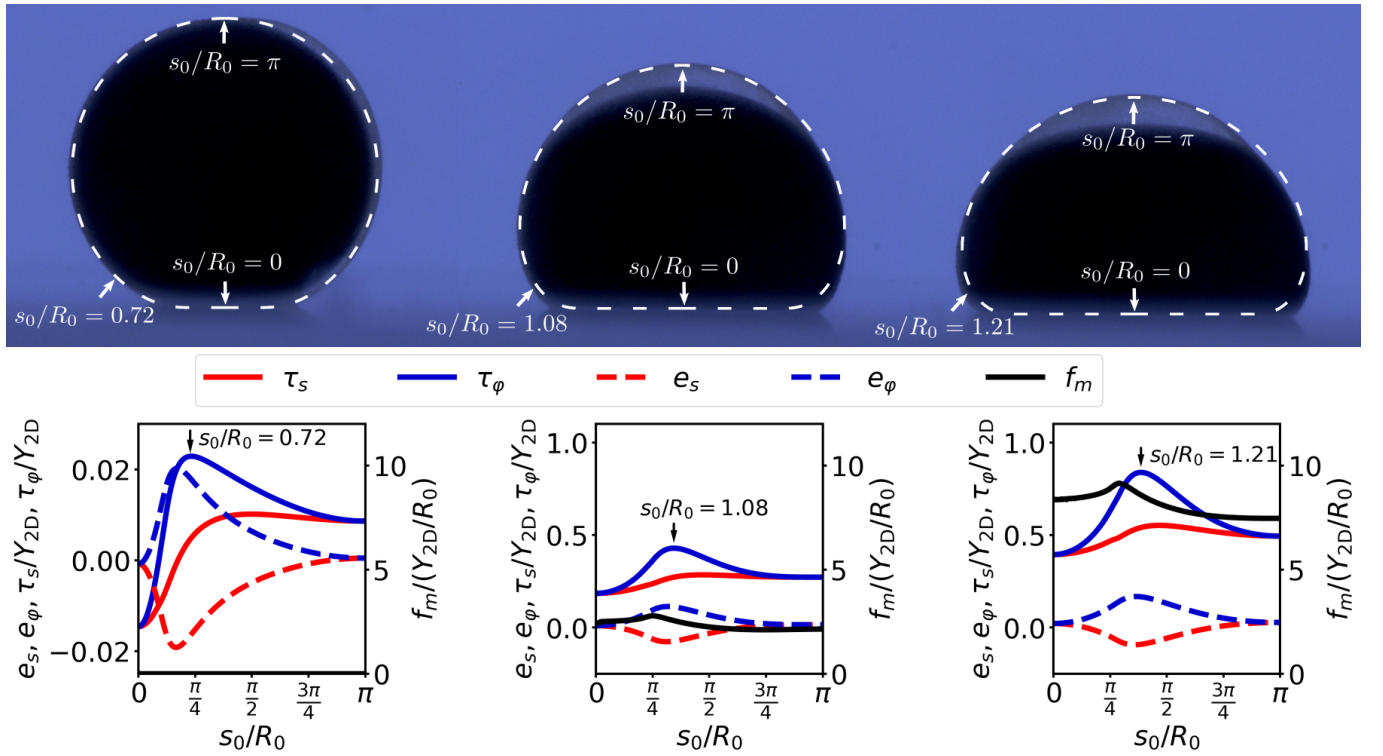 s₀/R₀ = π
s₀/R₀ = 0
s₀/R₀ = 0.72
s₀/R₀ = π
s₀/R₀ = 0
s₀/R₀ = 1.08
s₀/R₀ = π
s₀/R₀ = 0
s₀/R₀ = 1.21
τₛ τᵩ eₛ eᵩ fₘ
eₛ, eᵩ, τₛ/Y₂D, τᵩ/Y₂D
0.02
0.00
−0.02
s₀/R₀ = 0.72
10
5
0
fₘ/(Y₂D/R₀)
0 π/4 π/2 3π/4 π
s₀/R₀
eₛ, eᵩ, τₛ/Y₂D, τᵩ/Y₂D
1.0
0.5
0.0
s₀/R₀ = 1.08
10
5
0
fₘ/(Y₂D/R₀)
0 π/4 π/2 3π/4 π
s₀/R₀
eₛ, eᵩ, τₛ/Y₂D, τᵩ/Y₂D
1.0
0.5
0.0
s₀/R₀ = 1.21
10
5
0
fₘ/(Y₂D/R₀)
0 π/4 π/2 3π/4 π
s₀/R₀